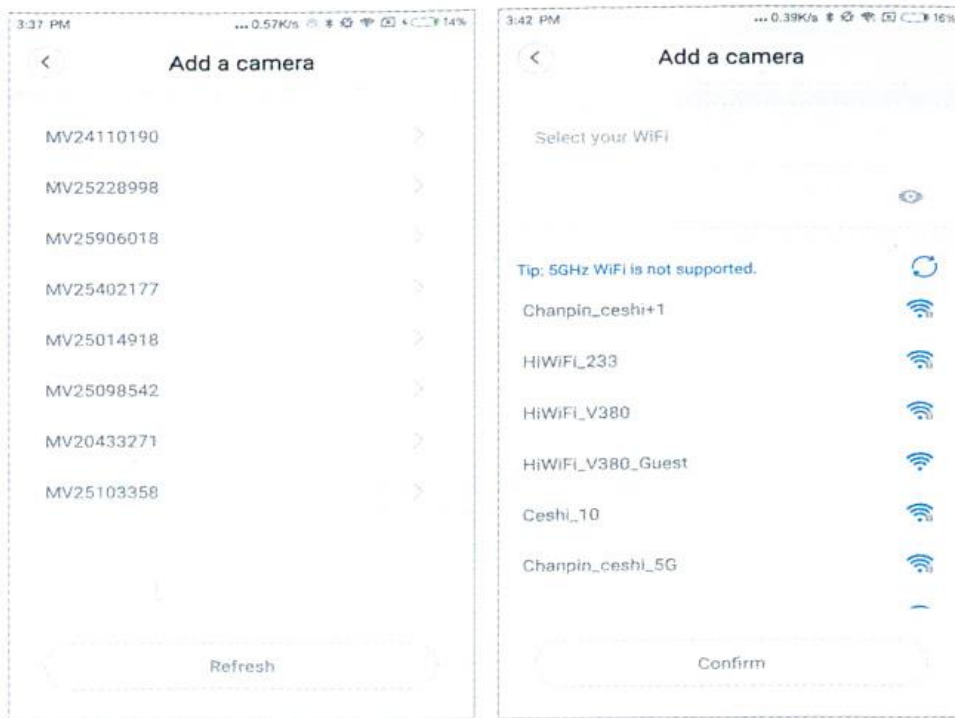 3:37 PM
... 0.57K/s
14%
Add a camera
MV24110190
MV25228998
MV25906018
MV25402177
MV25014918
MV25098542
MV20433271
MV25103358
Refresh
3:42 PM
... 0.39K/s
16%
Add a camera
Select your WiFi
Tip: 5GHz WiFi is not supported.
Chanpin_ceshi+1
HiWiFi_233
HiWiFi_V380
HiWiFi_V380_Guest
Ceshi_10
Chanpin_ceshi_5G
Confirm